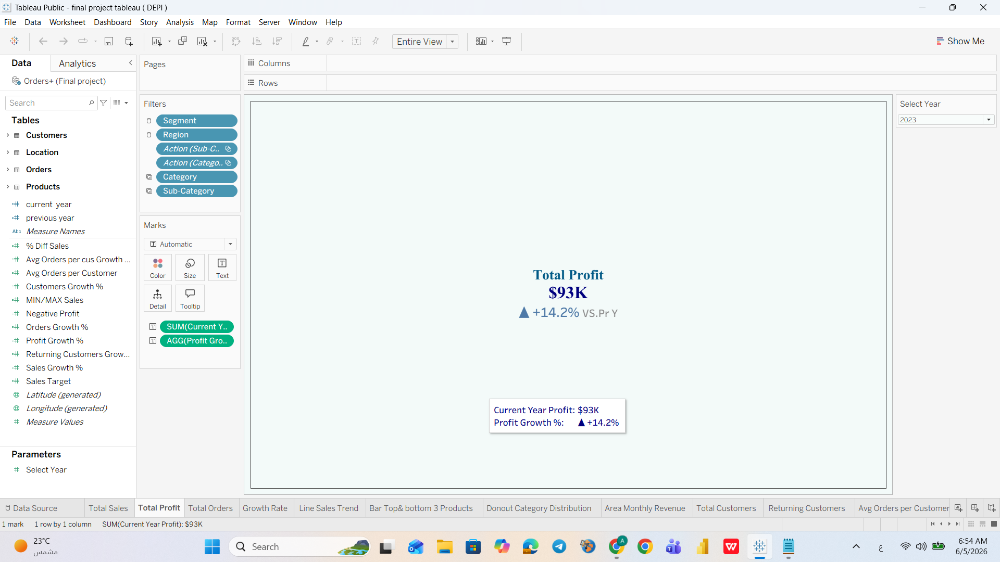 Tableau Public - final project tableau ( DEPI )
File Data Worksheet Dashboard Story Analysis Map Format Server Window Help
Entire View
Show Me
Data Analytics
Orders+ (Final project)
Search
Tables
Customers
Location
Orders
Products
current year
previous year
Abc Measure Names
% Diff Sales
Avg Orders per cus Growth ...
Avg Orders per Customer
Customers Growth %
MIN/MAX Sales
Negative Profit
Orders Growth %
Profit Growth %
Returning Customers Grow...
Sales Growth %
Sales Target
Latitude (generated)
Longitude (generated)
Measure Values
Parameters
Select Year
Pages
Filters
Segment
Region
Action (Sub-C..
Action (Catego..
Category
Sub-Category
Marks
Automatic
Color Size Text
Detail Tooltip
SUM(Current Y..
AGG(Profit Gro..
Columns
Rows
Total Profit
$93K
▲ +14.2% VS.Pr Y
Current Year Profit: $93K
Profit Growth %: ▲ +14.2%
Select Year
2023
Data Source Total Sales Total Profit Total Orders Growth Rate Line Sales Trend Bar Top& bottom 3 Products Donout Category Distribution Area Monthly Revenue Total Customers Returning Customers Avg Orders per Customer
1 mark 1 row by 1 column SUM(Current Year Profit): $93K
23°C
مشمس
Search
A
W
ع
6:54 AM
6/5/2026